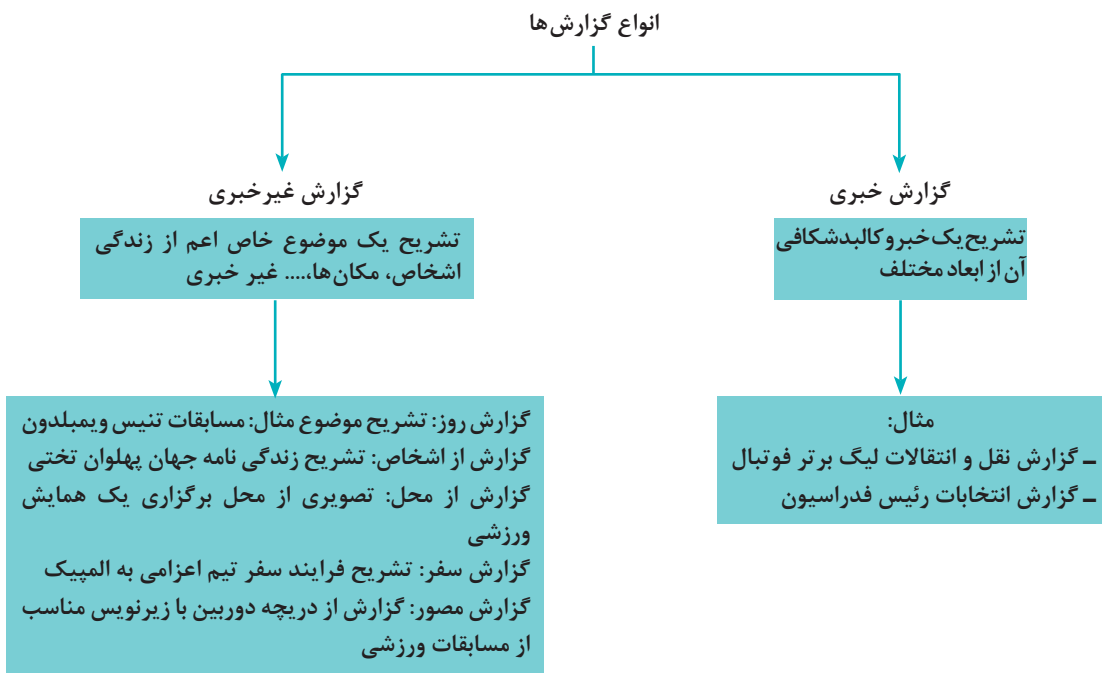 انواع گزارش‌ها
گزارش خبری
تشریح یک خبر و کالبدشکافی
آن از ابعاد مختلف
مثال:
ــ گزارش نقل و انتقالات لیگ برتر فوتبال
ــ گزارش انتخابات رئیس فدراسیون
گزارش غیرخبری
تشریح یک موضوع خاص اعم از زندگی
اشخاص، مکان‌ها،.... غیر خبری
گزارش روز: تشریح موضوع مثال: مسابقات تنیس ویمبلدون
گزارش از اشخاص: تشریح زندگی نامه جهان پهلوان تختی
گزارش از محل: تصویری از محل برگزاری یک همایش
ورزشی
گزارش سفر: تشریح فرایند سفر تیم اعزامی به المپیک
گزارش مصور: گزارش از دریچه دوربین با زیرنویس مناسب
از مسابقات ورزشی